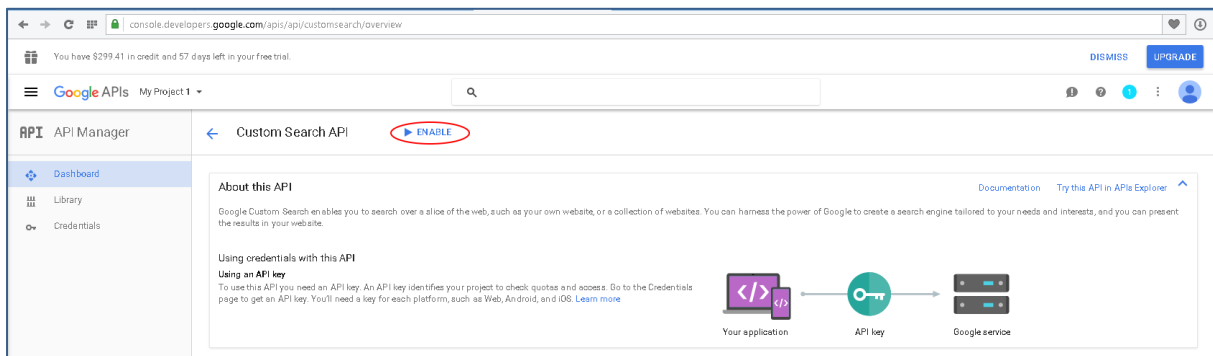 console.developers.google.com/apis/api/customsearch/overview
You have $299.41 in credit and 57 days left in your free trial.
DISMISS
UPGRADE
Google APIs My Project 1
1
API API Manager
Custom Search API
ENABLE
Dashboard
Library
Credentials
About this API
Documentation
Try this API in APIs Explorer
Google Custom Search enables you to search over a slice of the web, such as your own website, or a collection of websites. You can harness the power of Google to create a search engine tailored to your needs and interests, and you can present
the results in your website.
Using credentials with this API
Using an API key
To use this API you need an API key. An API key identifies your project to check quotas and access. Go to the Credentials
page to get an API key. You'll need a key for each platform, such as Web, Android, and iOS. Learn more
</>
</>
Your application
API key
Google service